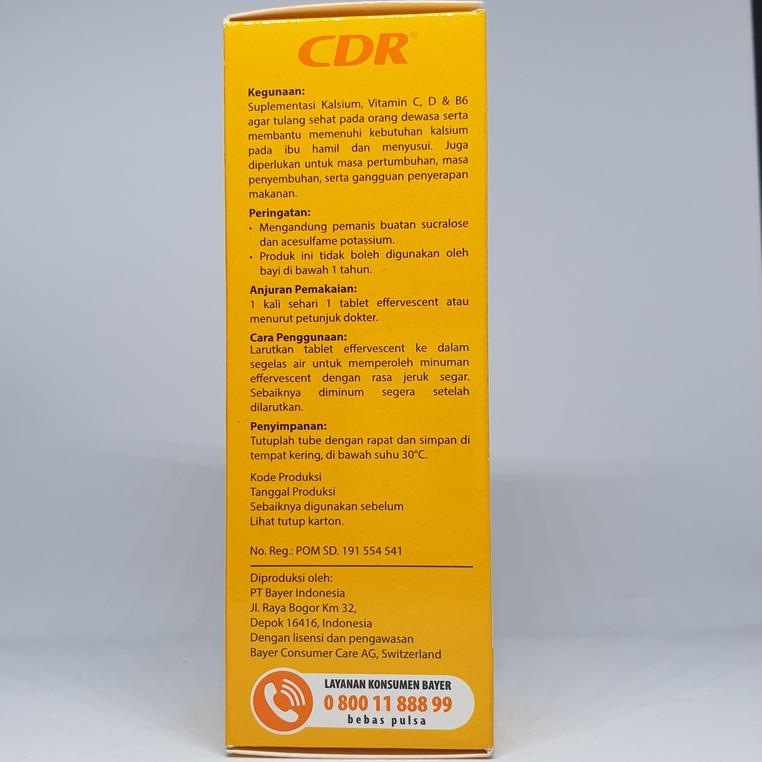 CDR®
Kegunaan:
Suplementasi Kalsium, Vitamin C, D & B6
agar tulang sehat pada orang dewasa serta
membantu memenuhi kebutuhan kalsium
pada ibu hamil dan menyusui. Juga
diperlukan untuk masa pertumbuhan, masa
penyembuhan, serta gangguan penyerapan
makanan.
Peringatan:
• Mengandung pemanis buatan sucralose
dan acesulfame potassium.
• Produk ini tidak boleh digunakan oleh
bayi di bawah 1 tahun.
Anjuran Pemakaian:
1 kali sehari 1 tablet effervescent atau
menurut petunjuk dokter.
Cara Penggunaan:
Larutkan tablet effervescent ke dalam
segelas air untuk memperoleh minuman
effervescent dengan rasa jeruk segar.
Sebaiknya diminum segera setelah
dilarutkan.
Penyimpanan:
Tutuplah tube dengan rapat dan simpan di
tempat kering, di bawah suhu 30°C.
Kode Produksi
Tanggal Produksi
Sebaiknya digunakan sebelum
Lihat tutup karton.
No. Reg.: POM SD. 191 554 541
Diproduksi oleh:
PT Bayer Indonesia
Jl. Raya Bogor Km 32,
Depok 16416, Indonesia
Dengan lisensi dan pengawasan
Bayer Consumer Care AG, Switzerland
LAYANAN KONSUMEN BAYER
0 800 11 888 99
bebas pulsa